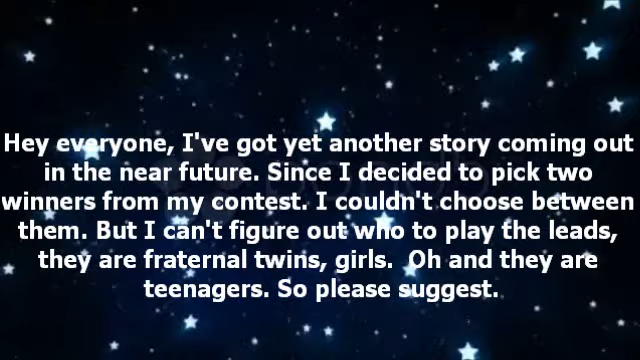 Hey everyone, I've got yet another story coming out
in the near future. Since I decided to pick two
winners from my contest. I couldn't choose between
them. But I can't figure out who to play the leads,
they are fraternal twins, girls.  Oh and they are
teenagers. So please suggest.